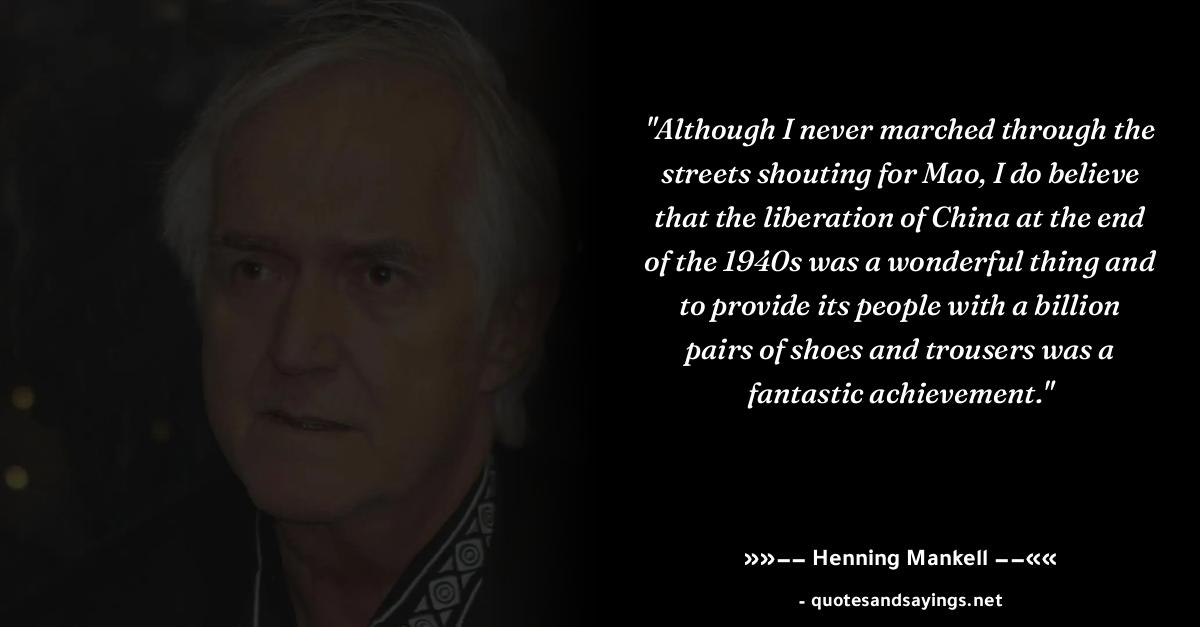 "Although I never marched through the
streets shouting for Mao, I do believe
that the liberation of China at the end
of the 1940s was a wonderful thing and
to provide its people with a billion
pairs of shoes and trousers was a
fantastic achievement."
»»–– Henning Mankell ––««
- quotesandsayings.net